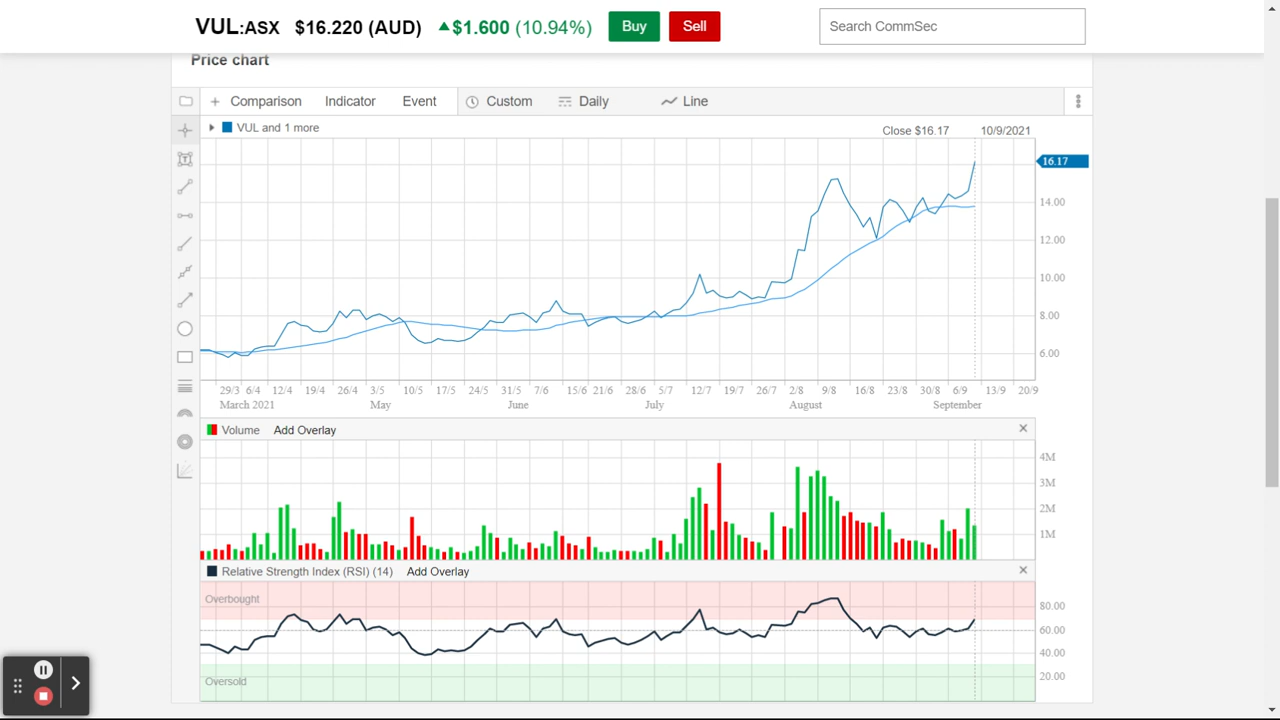 VUL:ASX $16.220 (AUD) $1.600 (10.94%) Buy Sell Search CommSec
Price chart
Comparison Indicator Event Custom Daily Line
VUL and 1 more Close $16.17 10/9/2021
16.17
14.00
12.00
10.00
8.00
6.00
29/3 6/4 12/4 19/4 26/4 3/5 10/5 17/5 24/5 31/5 7/6 15/6 21/6 28/6 5/7 12/7 19/7 26/7 2/8 9/8 16/8 23/8 30/8 6/9 13/9 20/9
March 2021 May June July August September
Volume Add Overlay
4M
3M
2M
1M
Relative Strength Index (RSI) (14) Add Overlay
Overbought
80.00
60.00
40.00
20.00
Oversold